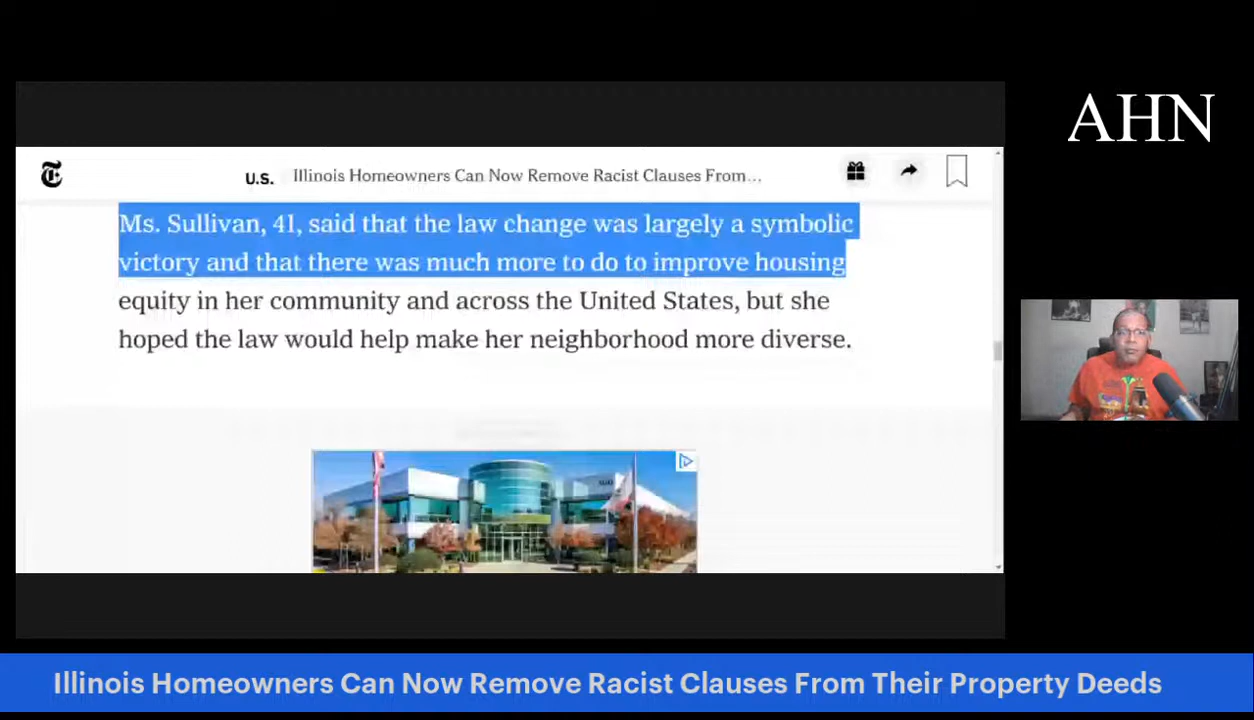 AHN
U.S. Illinois Homeowners Can Now Remove Racist Clauses From...
Ms. Sullivan, 41, said that the law change was largely a symbolic
victory and that there was much more to do to improve housing
equity in her community and across the United States, but she
hoped the law would help make her neighborhood more diverse.
Illinois Homeowners Can Now Remove Racist Clauses From Their Property Deeds